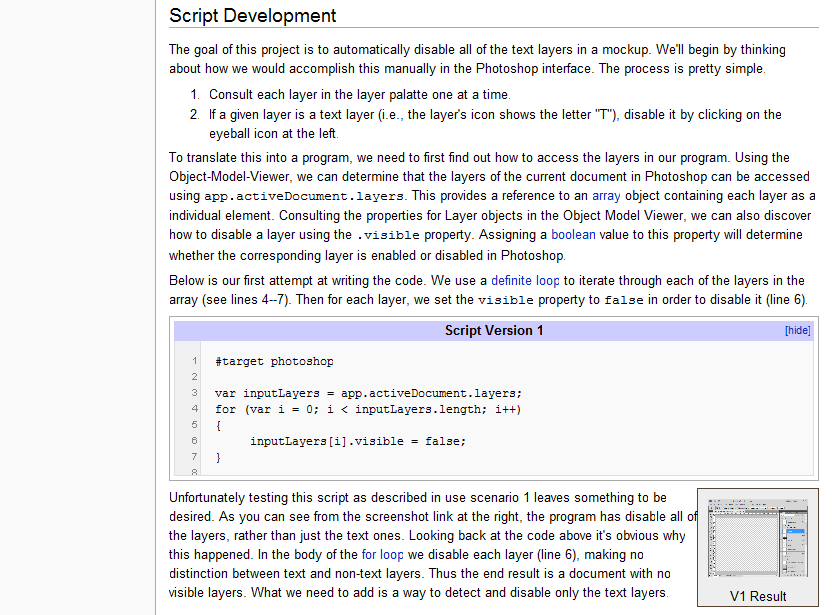 Script Development
The goal of this project is to automatically disable all of the text layers in a mockup. We'll begin by thinking
about how we would accomplish this manually in the Photoshop interface. The process is pretty simple.
1. Consult each layer in the layer palatte one at a time.
2. If a given layer is a text layer (i.e., the layer's icon shows the letter "T"), disable it by clicking on the
eyeball icon at the left.
To translate this into a program, we need to first find out how to access the layers in our program. Using the
Object-Model-Viewer, we can determine that the layers of the current document in Photoshop can be accessed
using app.activeDocument.layers. This provides a reference to an array object containing each layer as a
individual element. Consulting the properties for Layer objects in the Object Model Viewer, we can also discover
how to disable a layer using the .visible property. Assigning a boolean value to this property will determine
whether the corresponding layer is enabled or disabled in Photoshop.
Below is our first attempt at writing the code. We use a definite loop to iterate through each of the layers in the
array (see lines 4--7). Then for each layer, we set the visible property to false in order to disable it (line 6).
Script Version 1 [hide]
1 #target photoshop
2
3 var inputLayers = app.activeDocument.layers;
4 for (var i = 0; i < inputLayers.length; i++)
5 {
6 inputLayers[i].visible = false;
7 }
8
Unfortunately testing this script as described in use scenario 1 leaves something to be
desired. As you can see from the screenshot link at the right, the program has disable all of
the layers, rather than just the text ones. Looking back at the code above it's obvious why
this happened. In the body of the for loop we disable each layer (line 6), making no
distinction between text and non-text layers. Thus the end result is a document with no
visible layers. What we need to add is a way to detect and disable only the text layers.
V1 Result